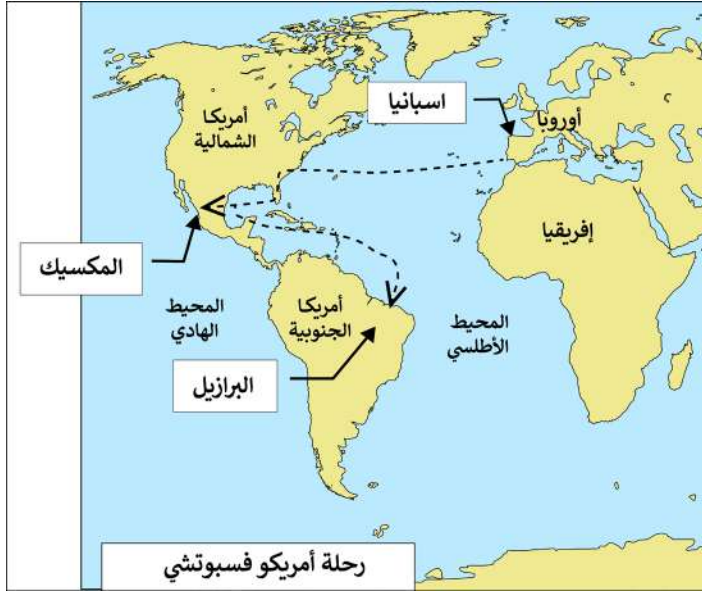 اسبانيا
أوروبا
أمريكا
الشمالية
إفريقيا
المكسيك
المحيط
الهادي
أمريكا
الجنوبية
المحيط
الأطلسي
البرازيل
رحلة أمريكو فسبوتشي